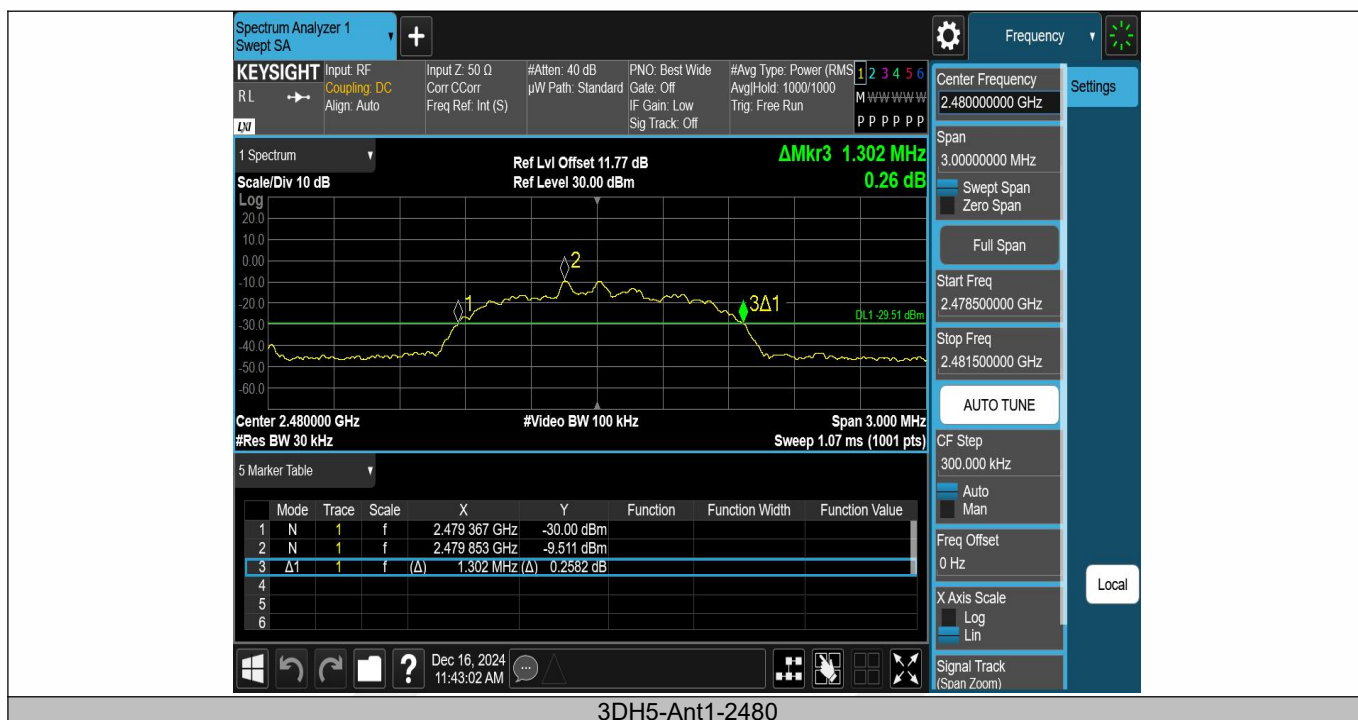 Spectrum Analyzer 1
Swept SA
+
Frequency
KEYSIGHT
RL
LXI
Input: RF
Coupling: DC
Align: Auto
Input Z: 50 Ω
Corr CCorr
Freq Ref: Int (S)
#Atten: 40 dB
µW Path: Standard
PNO: Best Wide
Gate: Off
IF Gain: Low
Sig Track: Off
#Avg Type: Power (RMS
Avg|Hold: 1000/1000
Trig: Free Run
1 2 3 4 5 6
M W W W W W
P P P P P P
1 Spectrum
Scale/Div 10 dB
Ref Lvl Offset 11.77 dB
Ref Level 30.00 dBm
ΔMkr3 1.302 MHz
0.26 dB
Log
20.0
10.0
0.00
-10.0
-20.0
-30.0
-40.0
-50.0
-60.0
1
2
3Δ1
DL1 -29.51 dBm
Center 2.480000 GHz
#Video BW 100 kHz
Span 3.000 MHz
#Res BW 30 kHz
Sweep 1.07 ms (1001 pts)
5 Marker Table
Mode Trace Scale X Y Function Function Width Function Value
1 N 1 f 2.479 367 GHz -30.00 dBm
2 N 1 f 2.479 853 GHz -9.511 dBm
3 Δ1 1 f (Δ) 1.302 MHz (Δ) 0.2582 dB
4
5
6
?
Dec 16, 2024
11:43:02 AM
Center Frequency
2.480000000 GHz
Settings
Span
3.00000000 MHz
Swept Span
Zero Span
Full Span
Start Freq
2.478500000 GHz
Stop Freq
2.481500000 GHz
AUTO TUNE
CF Step
300.000 kHz
Auto
Man
Freq Offset
0 Hz
Local
X Axis Scale
Log
Lin
Signal Track
(Span Zoom)
3DH5-Ant1-2480